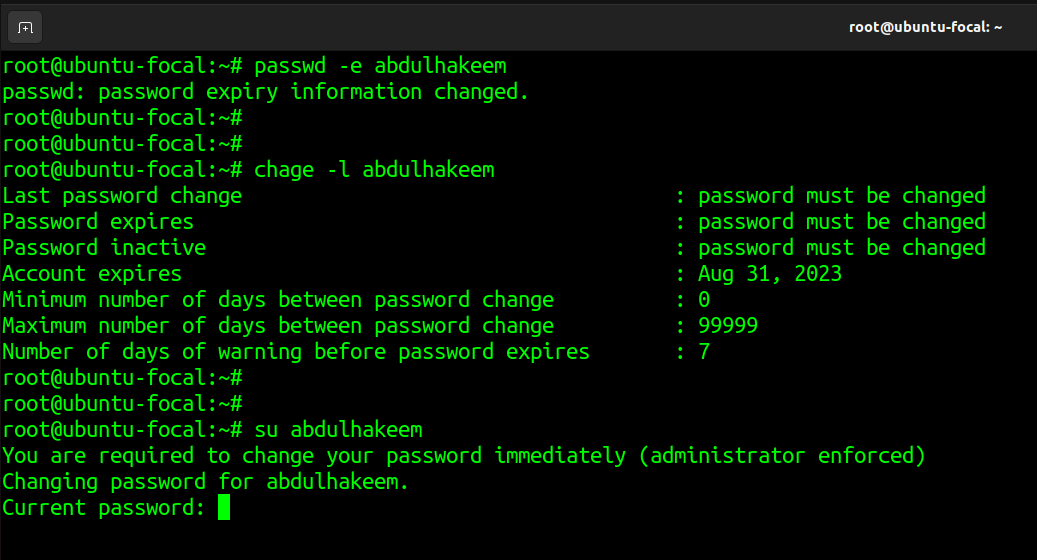 root@ubuntu-focal: ~
root@ubuntu-focal:~# passwd -e abdulhakeem
passwd: password expiry information changed.
root@ubuntu-focal:~#
root@ubuntu-focal:~#
root@ubuntu-focal:~# chage -l abdulhakeem
Last password change : password must be changed
Password expires : password must be changed
Password inactive : password must be changed
Account expires : Aug 31, 2023
Minimum number of days between password change : 0
Maximum number of days between password change : 99999
Number of days of warning before password expires : 7
root@ubuntu-focal:~#
root@ubuntu-focal:~#
root@ubuntu-focal:~# su abdulhakeem
You are required to change your password immediately (administrator enforced)
Changing password for abdulhakeem.
Current password: